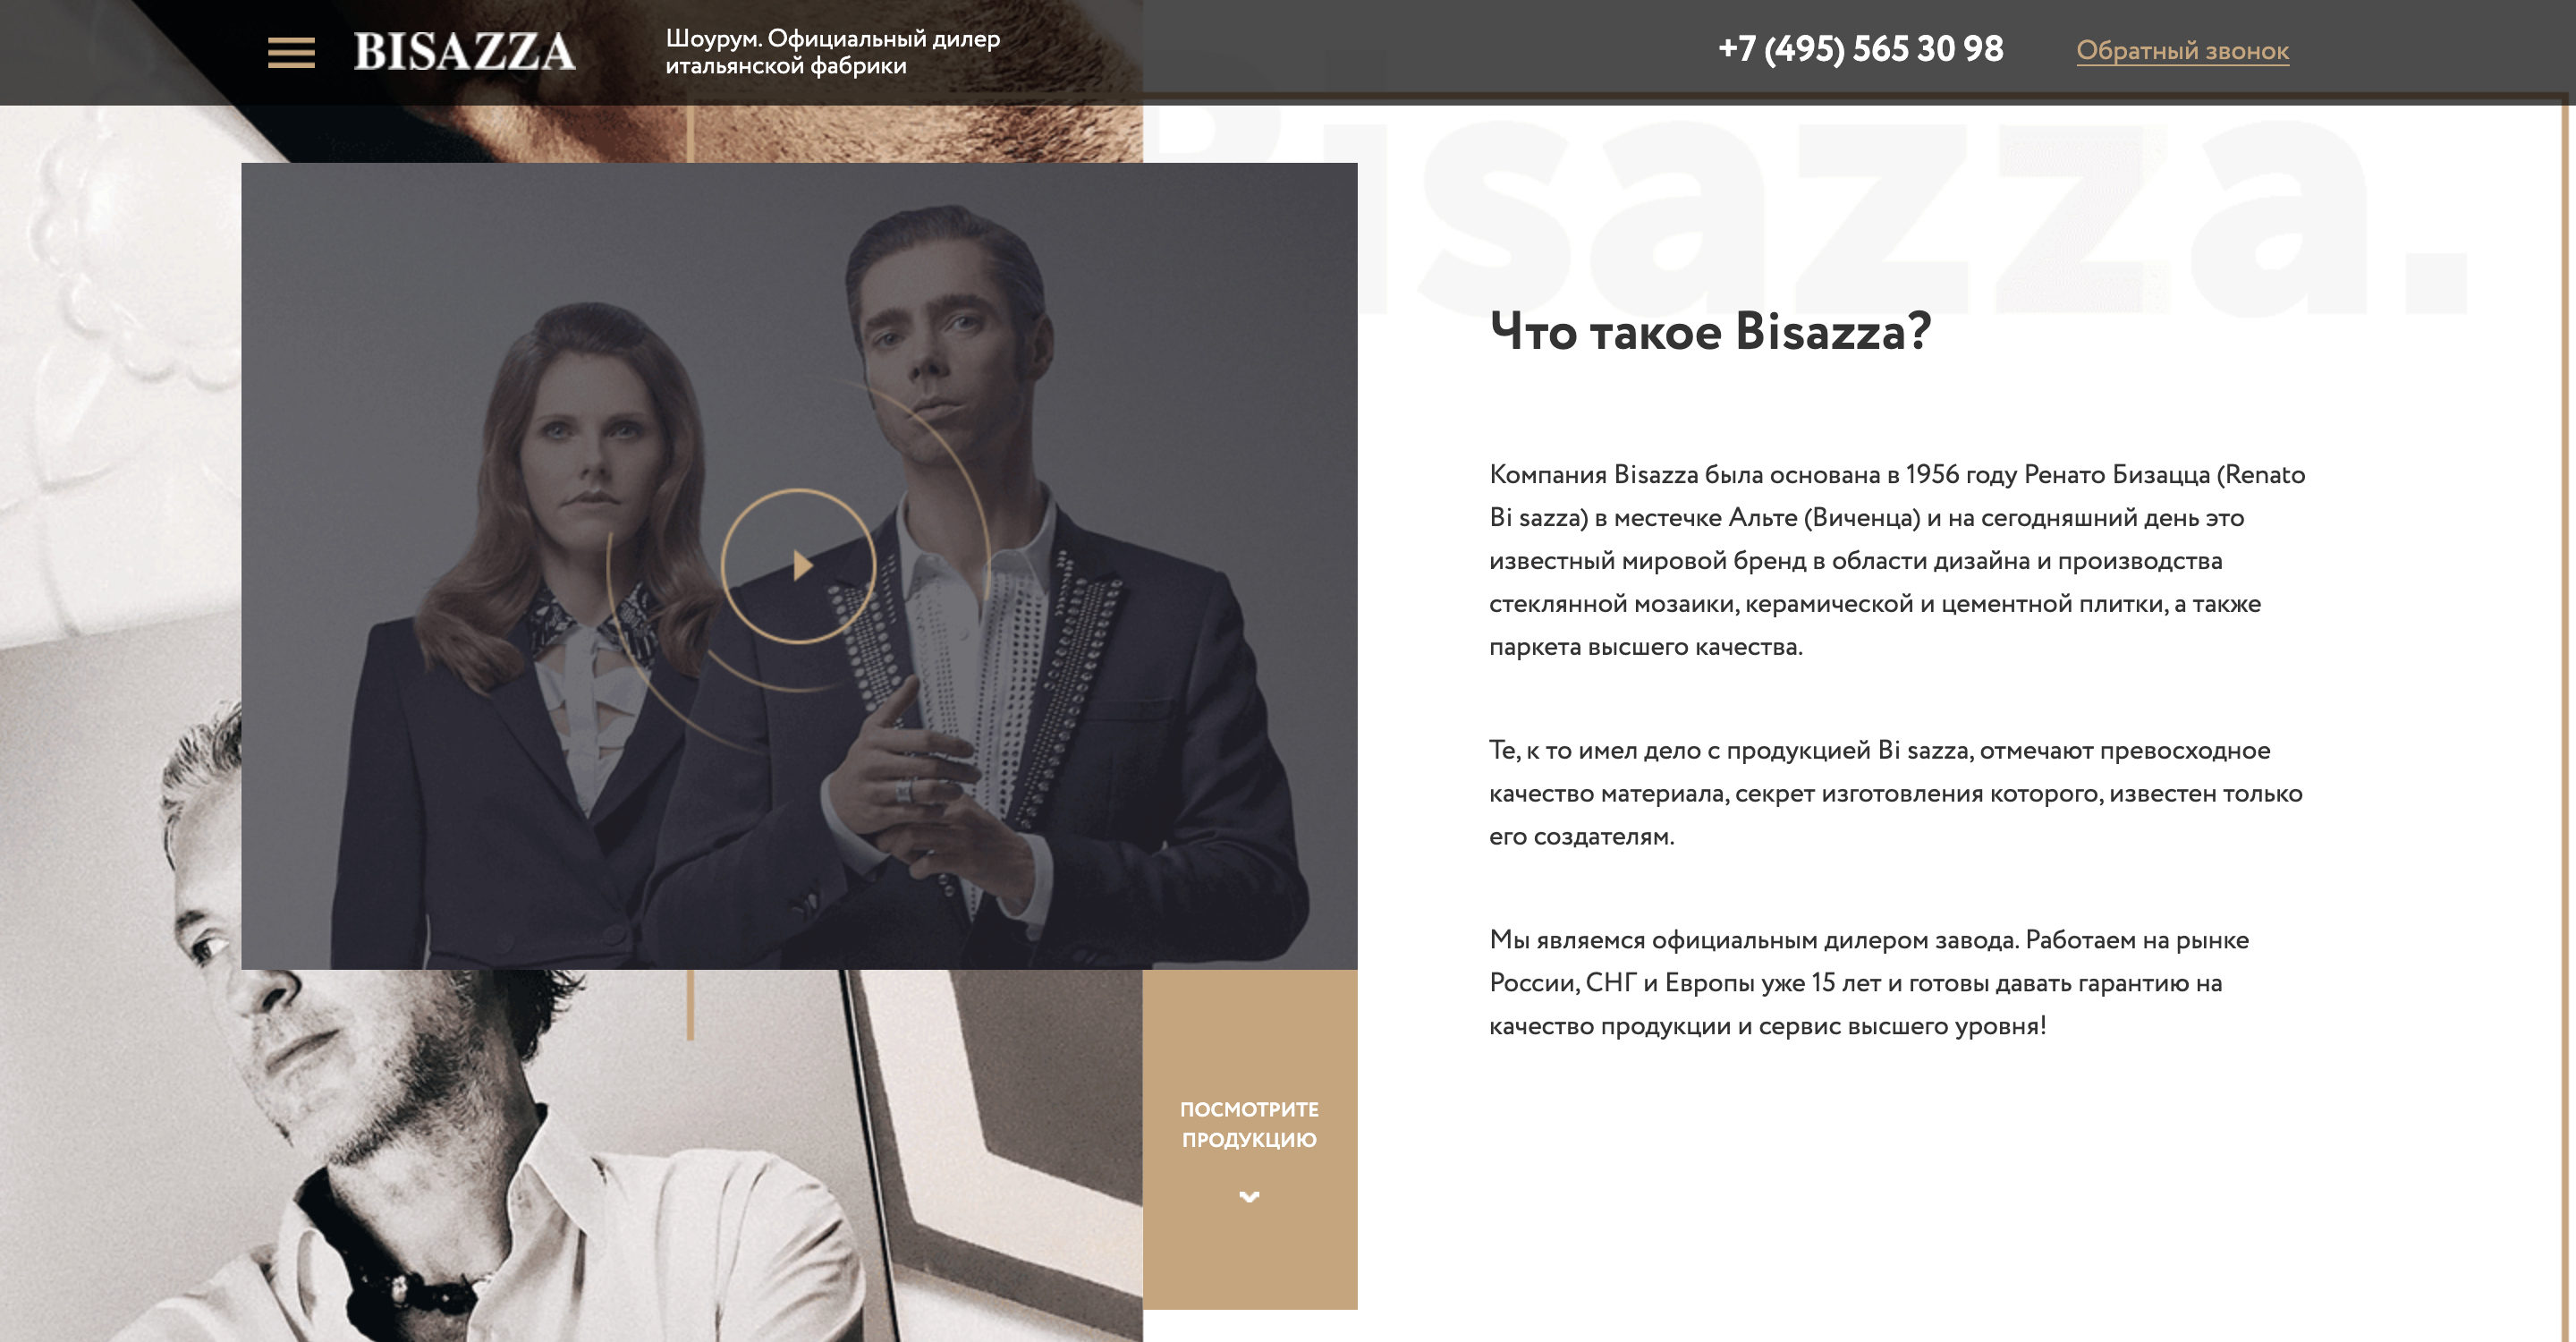 BISAZZA
Шоурум. Официальный дилер
итальянской фабрики
+7 (495) 565 30 98
Обратный звонок
Bisazza.
Что такое Bisazza?
Компания Bisazza была основана в 1956 году Ренато Бизацца (Renato
Bi sazza) в местечке Альте (Виченца) и на сегодняшний день это
известный мировой бренд в области дизайна и производства
стеклянной мозаики, керамической и цементной плитки, а также
паркета высшего качества.
Те, к то имел дело с продукцией Bi sazza, отмечают превосходное
качество материала, секрет изготовления которого, известен только
его создателям.
Мы являемся официальным дилером завода. Работаем на рынке
России, СНГ и Европы уже 15 лет и готовы давать гарантию на
качество продукции и сервис высшего уровня!
ПОСМОТРИТЕ
ПРОДУКЦИЮ